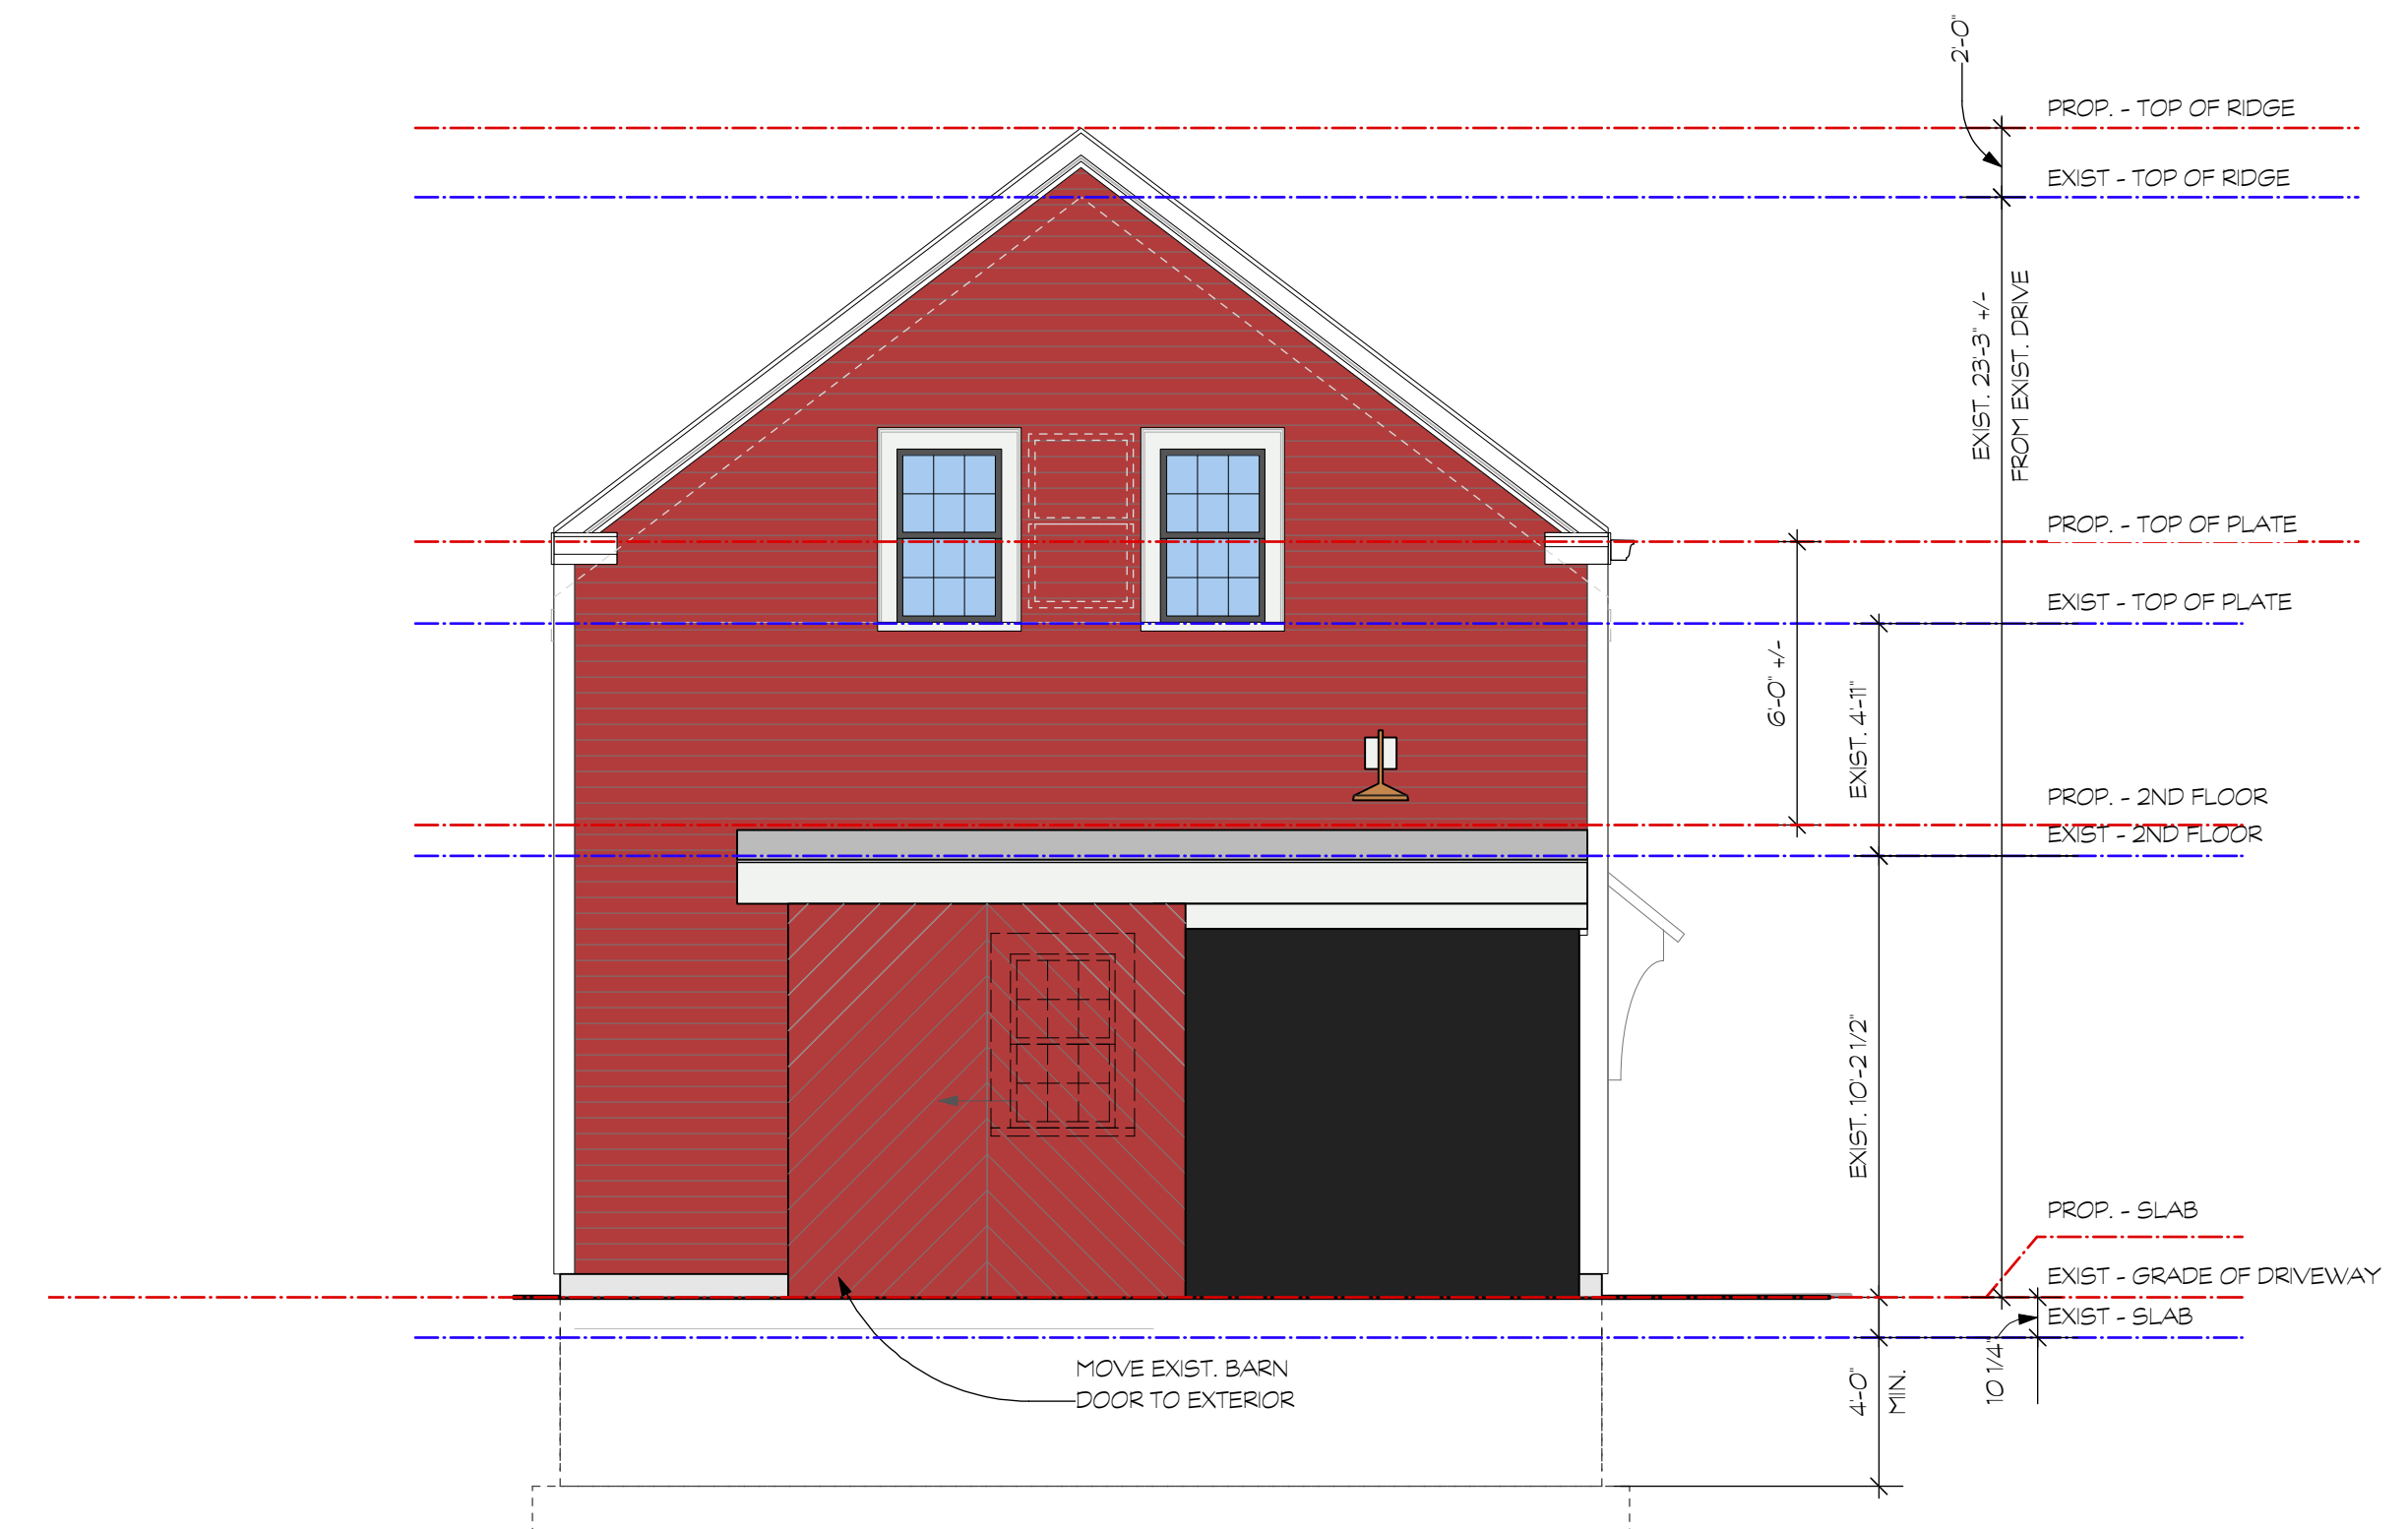 2'-0"
PROP. - TOP OF RIDGE
EXIST - TOP OF RIDGE
EXIST. 23'-3" +/-
FROM EXIST. DRIVE
PROP. - TOP OF PLATE
EXIST - TOP OF PLATE
6'-0" +/-
EXIST. 4'-11"
PROP. - 2ND FLOOR
EXIST - 2ND FLOOR
EXIST. 10'-2 1/2"
PROP. - SLAB
EXIST - GRADE OF DRIVEWAY
EXIST - SLAB
10 1/4"
4'-0"
MIN.
MOVE EXIST. BARN
DOOR TO EXTERIOR